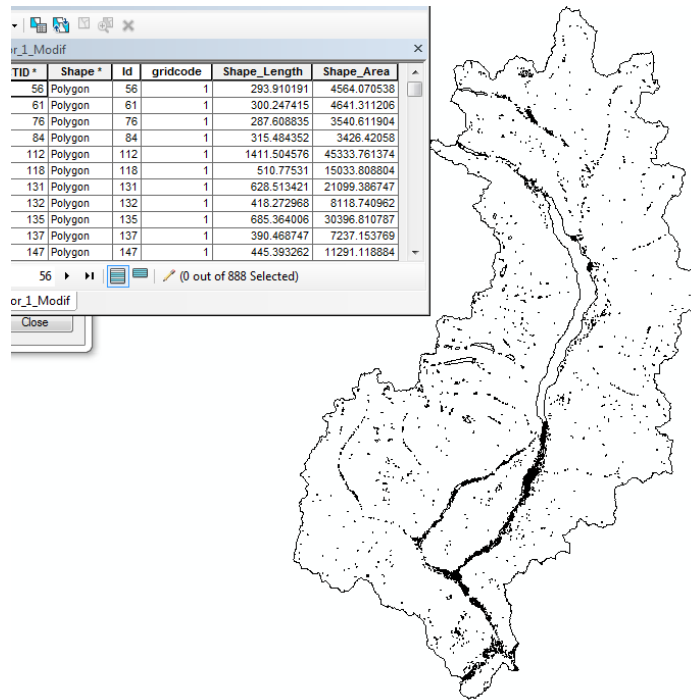 or_1_Modif ×
TID * Shape * Id gridcode Shape_Length Shape_Area
56 Polygon 56 1 293.910191 4564.070538
61 Polygon 61 1 300.247415 4641.311206
76 Polygon 76 1 287.608835 3540.611904
84 Polygon 84 1 315.484352 3426.42058
112 Polygon 112 1 1411.504576 45333.761374
118 Polygon 118 1 510.77531 15033.808804
131 Polygon 131 1 628.513421 21099.386747
132 Polygon 132 1 418.272968 8118.740962
135 Polygon 135 1 685.364006 30396.810787
137 Polygon 137 1 390.468747 7237.153769
147 Polygon 147 1 445.393262 11291.118884
56 (0 out of 888 Selected)
or_1_Modif
Close